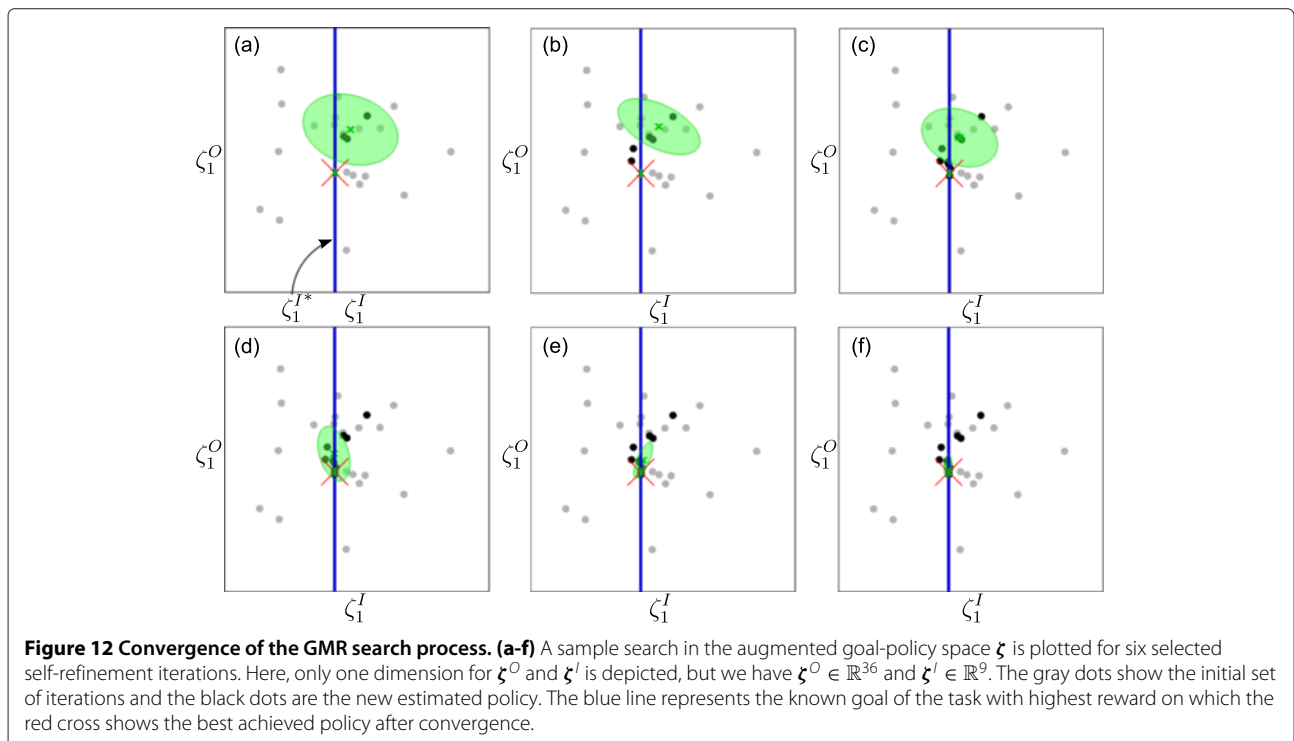 (a) (b) (c)
ζ₁ᴼ ζ₁ᴼ ζ₁ᴼ
ζ₁ᴵ* ζ₁ᴵ ζ₁ᴵ ζ₁ᴵ
(d) (e) (f)
ζ₁ᴼ ζ₁ᴼ ζ₁ᴼ
ζ₁ᴵ ζ₁ᴵ ζ₁ᴵ
Figure 12 Convergence of the GMR search process. (a-f) A sample search in the augmented goal-policy space ζ is plotted for six selected
self-refinement iterations. Here, only one dimension for ζᴼ and ζᴵ is depicted, but we have ζᴼ ∈ ℝ³⁶ and ζᴵ ∈ ℝ⁹. The gray dots show the initial set
of iterations and the black dots are the new estimated policy. The blue line represents the known goal of the task with highest reward on which the
red cross shows the best achieved policy after convergence.